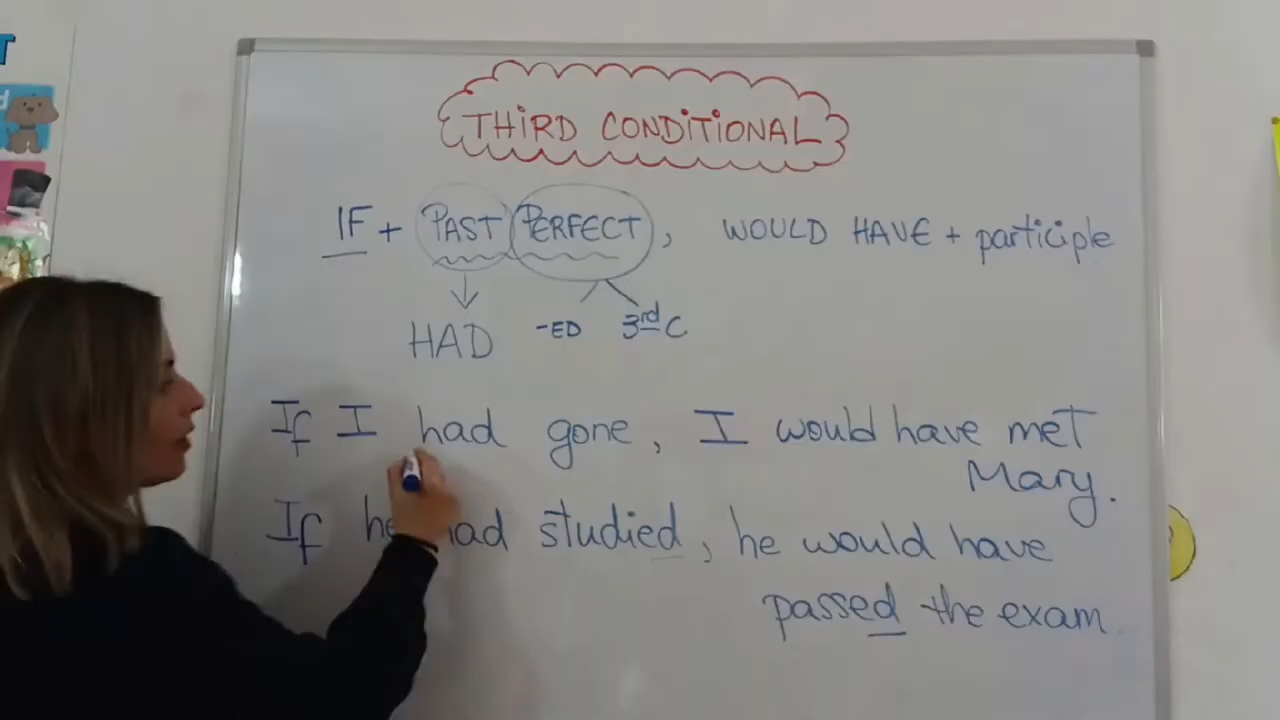 THIRD CONDITIONAL
IF + PAST PERFECT, WOULD HAVE + participle
HAD -ED 3rd C
If I had gone, I would have met
Mary.
If he had studied, he would have
passed the exam